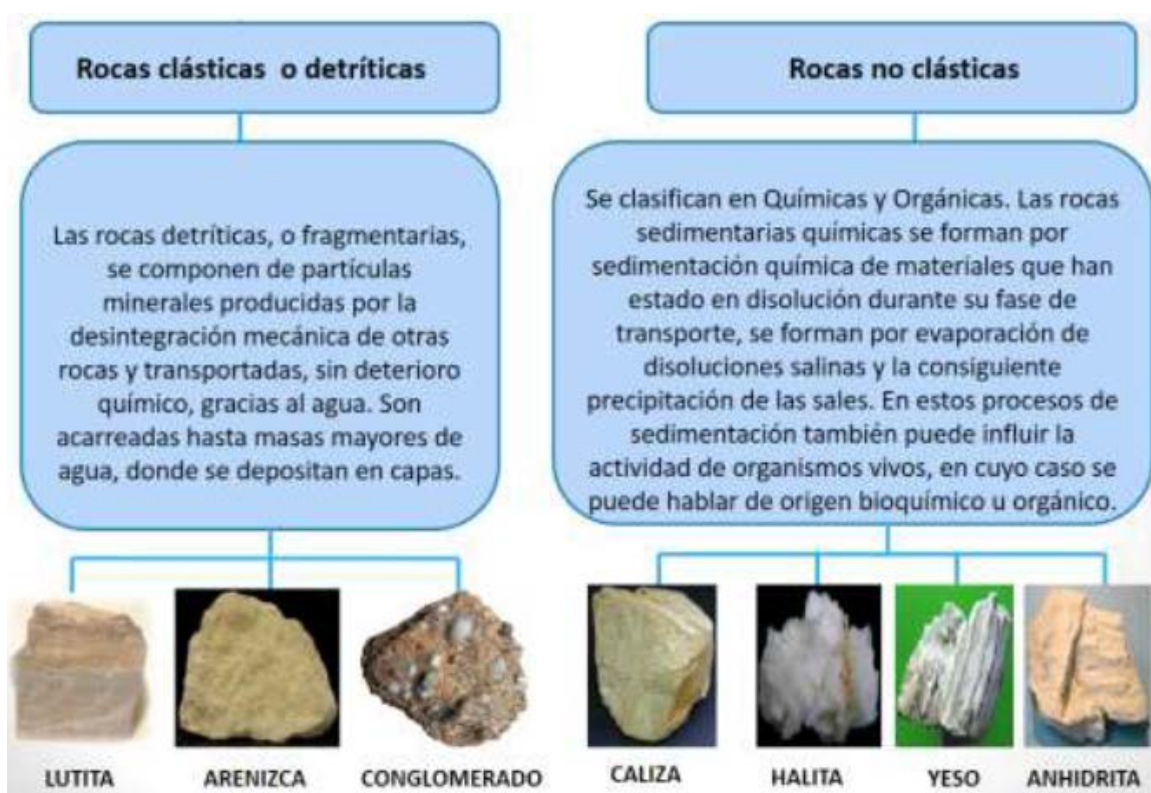 Rocas clásticas o detríticas
Las rocas detríticas, o fragmentarias,
se componen de partículas
minerales producidas por la
desintegración mecánica de otras
rocas y transportadas, sin deterioro
químico, gracias al agua. Son
acarreadas hasta masas mayores de
agua, donde se depositan en capas.
LUTITA
ARENIZCA
CONGLOMERADO
Rocas no clásticas
Se clasifican en Químicas y Orgánicas. Las rocas
sedimentarias químicas se forman por
sedimentación química de materiales que han
estado en disolución durante su fase de
transporte, se forman por evaporación de
disoluciones salinas y la consiguiente
precipitación de las sales. En estos procesos de
sedimentación también puede influir la
actividad de organismos vivos, en cuyo caso se
puede hablar de origen bioquímico u orgánico.
CALIZA
HALITA
YESO
ANHIDRITA